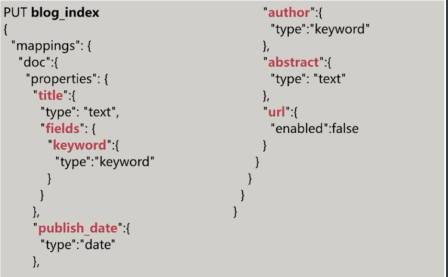 PUT blog_index
{
  "mappings": {
    "doc":{
      "properties": {
        "title":{
          "type": "text",
          "fields": {
            "keyword":{
              "type":"keyword"
            }
          }
        },
        "publish_date":{
          "type":"date"
        },
        "author":{
          "type":"keyword"
        },
        "abstract":{
          "type": "text"
        },
        "url":{
          "enabled":false
        }
      }
    }
  }
}